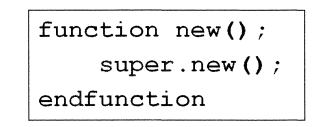 function new();
    super.new();
endfunction